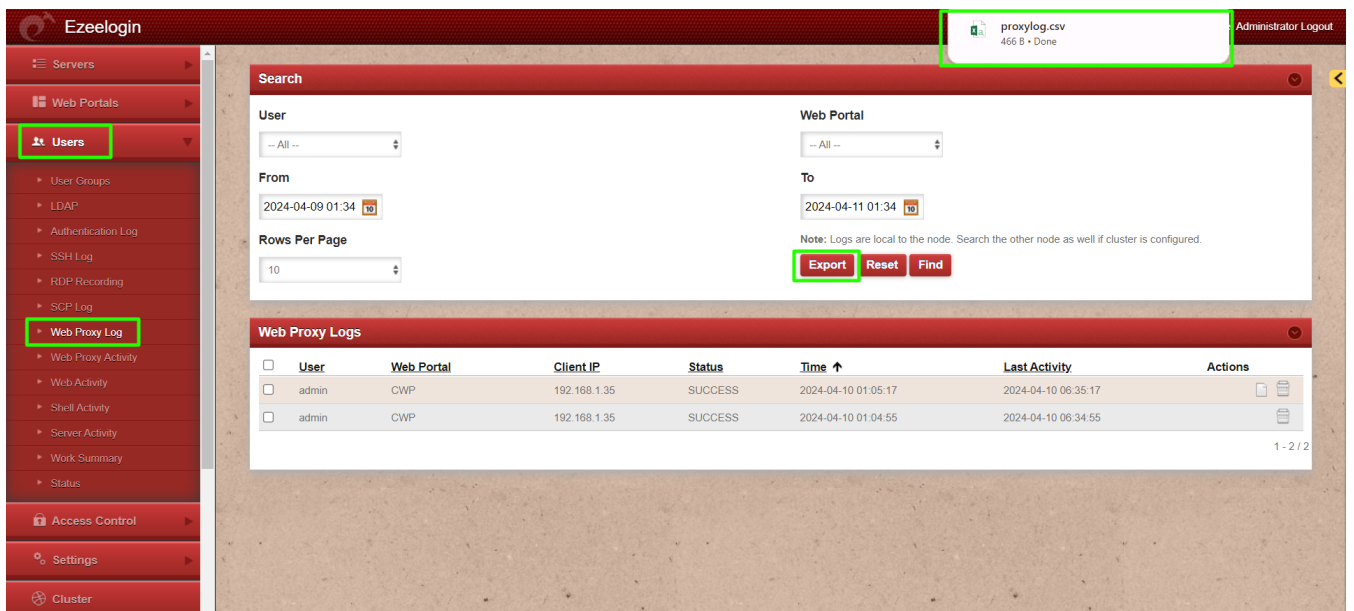 Ezeelogin
proxylog.csv
466 B • Done
Administrator Logout
Servers
Web Portals
Users
User Groups
LDAP
Authentication Log
SSH Log
RDP Recording
SCP Log
Web Proxy Log
Web Proxy Activity
Web Activity
Shell Activity
Server Activity
Work Summary
Status
Access Control
Settings
Cluster
Search
User Web Portal
-- All -- -- All --
From To
2024-04-09 01:34 10 2024-04-11 01:34 10
Rows Per Page Note: Logs are local to the node. Search the other node as well if cluster is configured.
10 Export Reset Find
Web Proxy Logs
User Web Portal Client IP Status Time ↑ Last Activity Actions
admin CWP 192.168.1.35 SUCCESS 2024-04-10 01:05:17 2024-04-10 06:35:17
admin CWP 192.168.1.35 SUCCESS 2024-04-10 01:04:55 2024-04-10 06:34:55
1 - 2 / 2